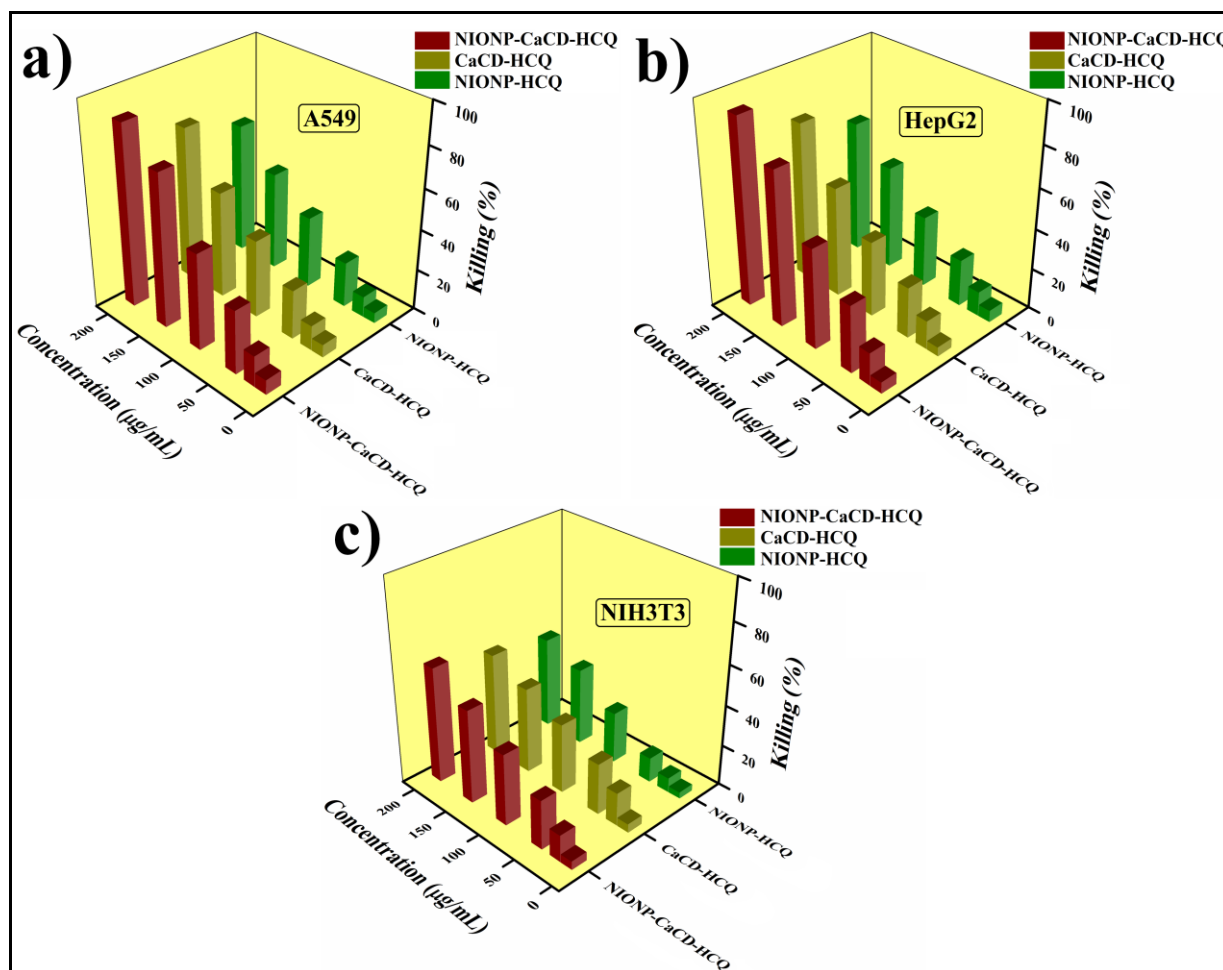 a)
NIONP-CaCD-HCQ
CaCD-HCQ
NIONP-HCQ
A549
100
80
60
40
20
0
Killing (%)
200
150
100
50
0
Concentration (µg/mL)
NIONP-HCQ
CaCD-HCQ
NIONP-CaCD-HCQ
b)
NIONP-CaCD-HCQ
CaCD-HCQ
NIONP-HCQ
HepG2
100
80
60
40
20
0
Killing (%)
200
150
100
50
0
Concentration (µg/mL)
NIONP-HCQ
CaCD-HCQ
NIONP-CaCD-HCQ
c)
NIONP-CaCD-HCQ
CaCD-HCQ
NIONP-HCQ
NIH3T3
100
80
60
40
20
0
Killing (%)
200
150
100
50
0
Concentration (µg/mL)
NIONP-HCQ
CaCD-HCQ
NIONP-CaCD-HCQ